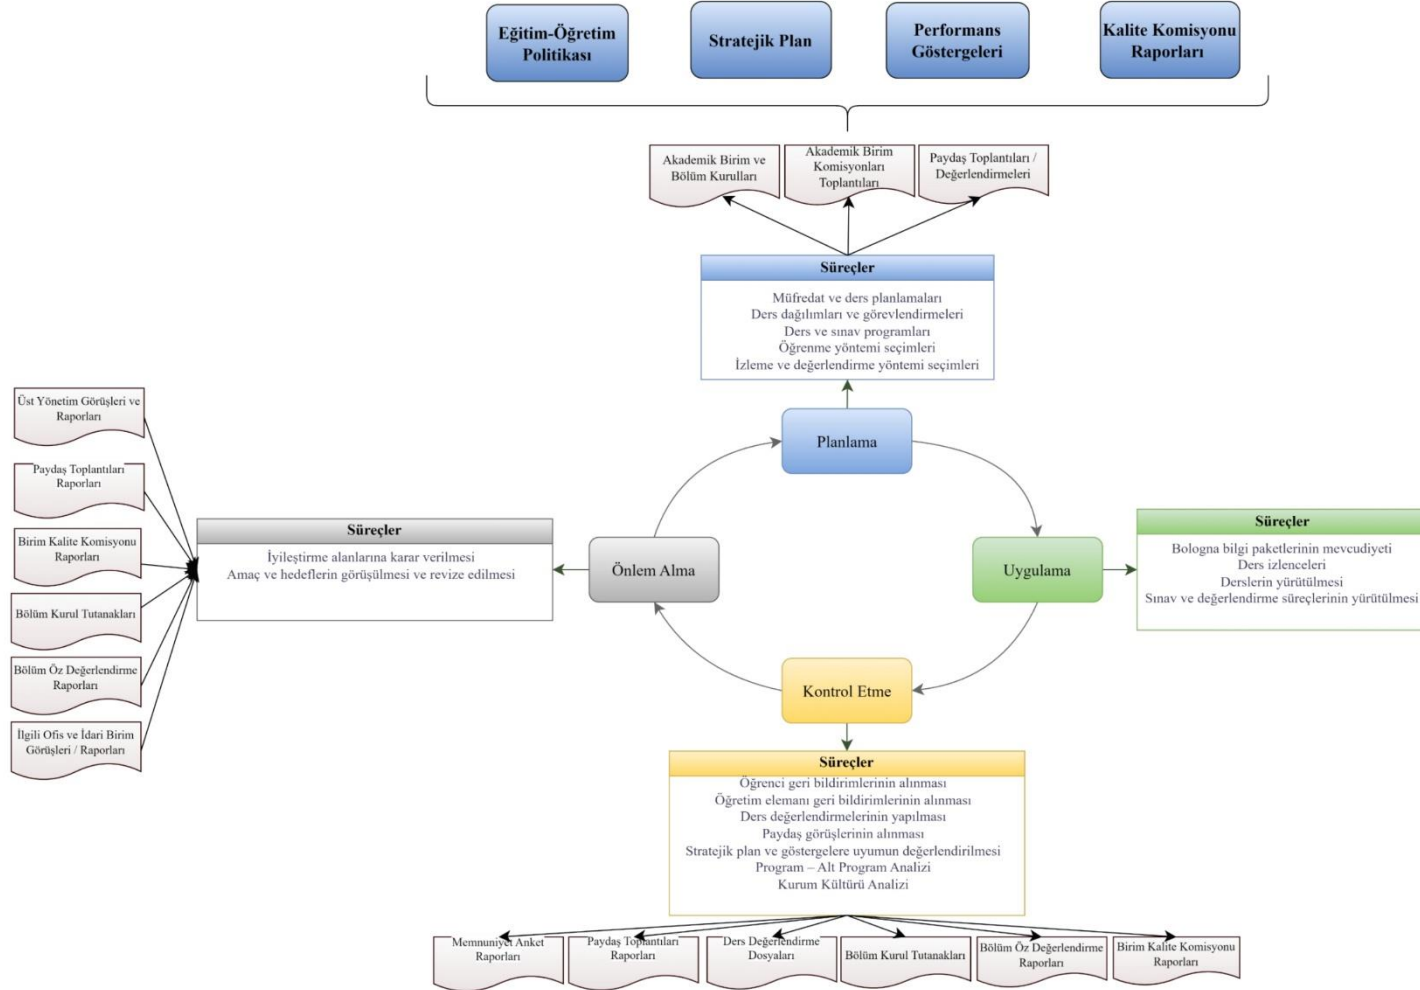 Eğitim-Öğretim
Politikası
Stratejik Plan
Performans
Göstergeleri
Kalite Komisyonu
Raporları
Akademik Birim ve
Bölüm Kurulları
Akademik Birim
Komisyonları
Toplantıları
Paydaş Toplantıları /
Değerlendirmeleri
Süreçler
Müfredat ve ders planlamaları
Ders dağılımları ve görevlendirmeleri
Ders ve sınav programları
Öğrenme yöntemi seçimleri
İzleme ve değerlendirme yöntemi seçimleri
Planlama
Üst Yönetim Görüşleri ve
Raporları
Paydaş Toplantıları
Raporları
Birim Kalite Komisyonu
Raporları
Bölüm Kurul Tutanakları
Bölüm Öz Değerlendirme
Raporları
İlgili Ofis ve İdari Birim
Görüşleri / Raporları
Süreçler
İyileştirme alanlarına karar verilmesi
Amaç ve hedeflerin görüşülmesi ve revize edilmesi
Önlem Alma
Uygulama
Süreçler
Bologna bilgi paketlerinin mevcudiyeti
Ders izlenceleri
Derslerin yürütülmesi
Sınav ve değerlendirme süreçlerinin yürütülmesi
Kontrol Etme
Süreçler
Öğrenci geri bildirimlerinin alınması
Öğretim elemanı geri bildirimlerinin alınması
Ders değerlendirmelerinin yapılması
Paydaş görüşlerinin alınması
Stratejik plan ve göstergelere uyumun değerlendirilmesi
Program – Alt Program Analizi
Kurum Kültürü Analizi
Memnuniyet Anket
Raporları
Paydaş Toplantıları
Raporları
Ders Değerlendirme
Dosyaları
Bölüm Kurul Tutanakları
Bölüm Öz Değerlendirme
Raporları
Birim Kalite Komisyonu
Raporları